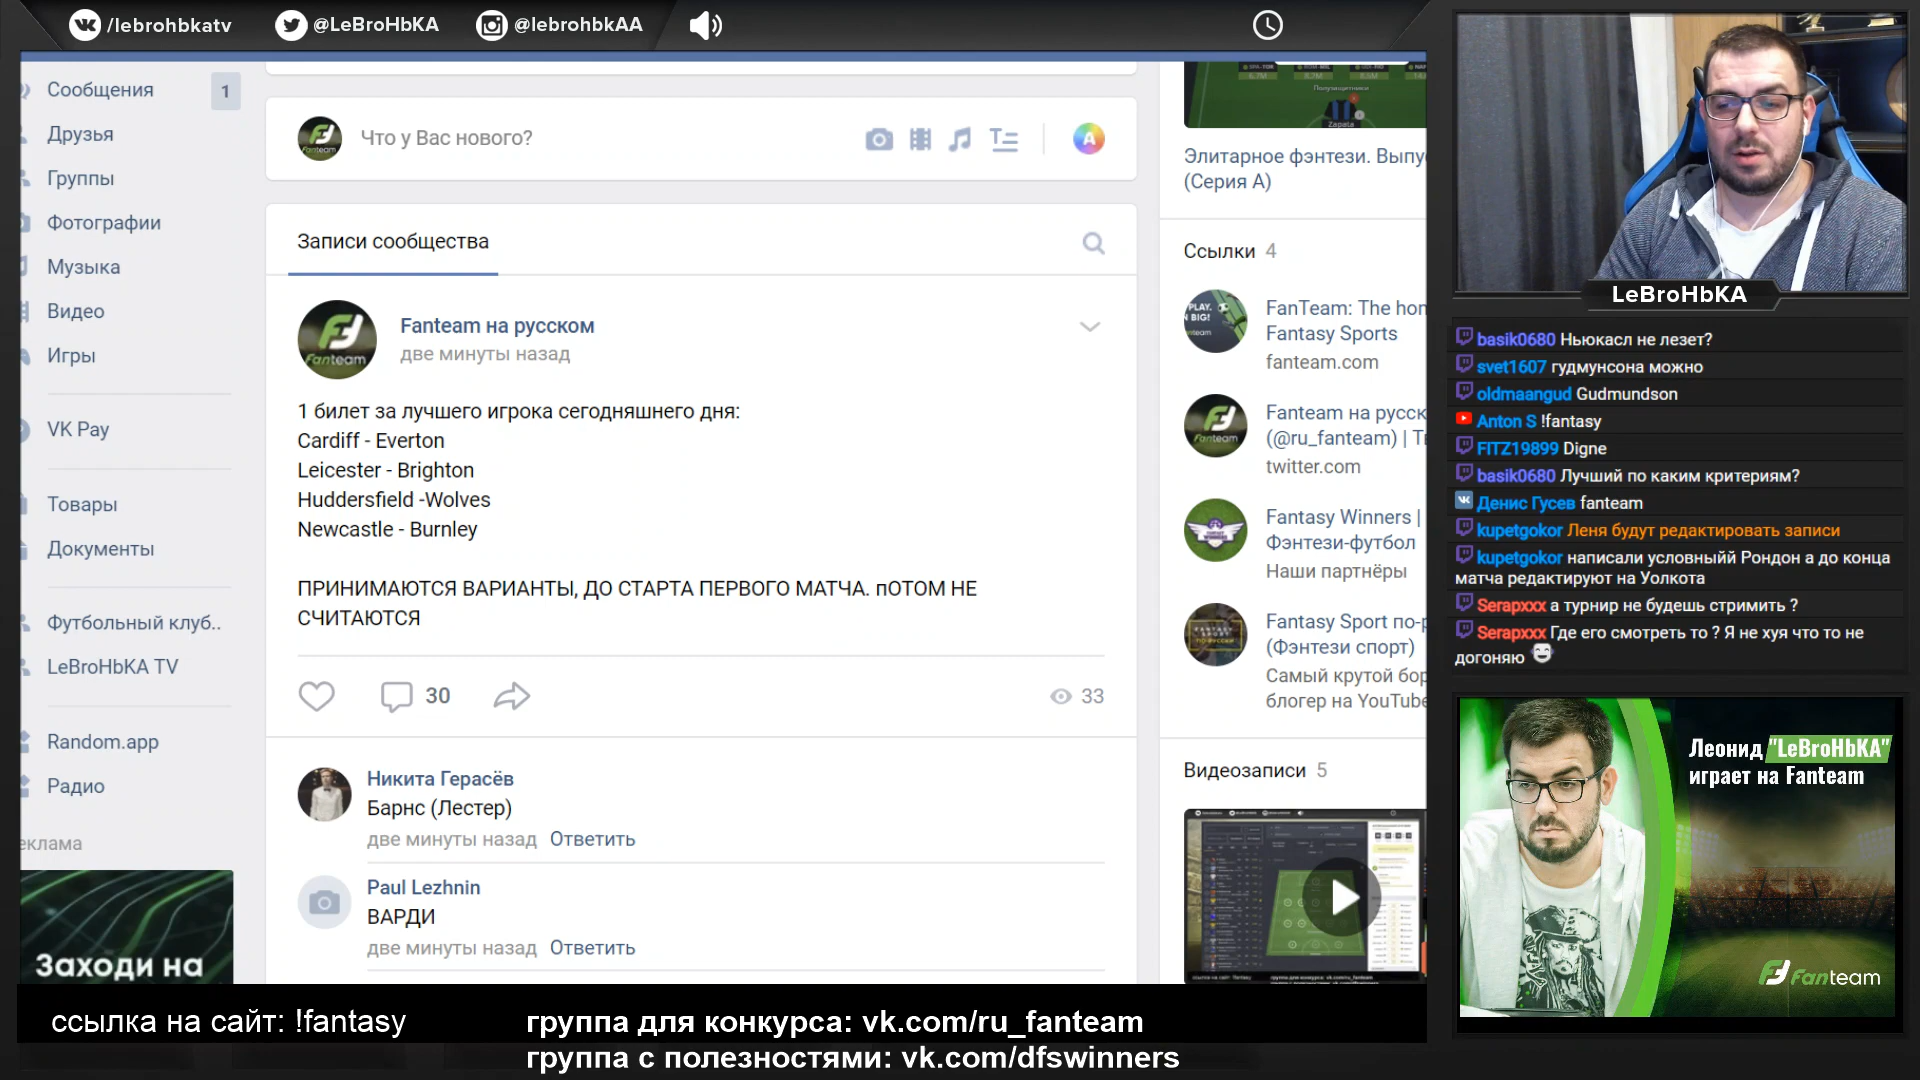 /lebrohbkatv
@LeBroHbKA
@lebrohbkAA
Сообщения
1
Друзья
Группы
Фотографии
Музыка
Видео
Игры
VK Pay
Товары
Документы
Футбольный клуб..
LeBroHbKA TV
Random.app
Радио
еклама
Заходи на
Fanteam
Что у Вас нового?
Записи сообщества
Fanteam
Fanteam на русском
две минуты назад
1 билет за лучшего игрока сегодняшнего дня:
Cardiff - Everton
Leicester - Brighton
Huddersfield -Wolves
Newcastle - Burnley
ПРИНИМАЮТСЯ ВАРИАНТЫ, ДО СТАРТА ПЕРВОГО МАТЧА. пОТОМ НЕ
СЧИТАЮТСЯ
30
33
Никита Герасёв
Барнс (Лестер)
две минуты назад Ответить
Paul Lezhnin
ВАРДИ
две минуты назад Ответить
Полузащитники
Zapata
Элитарное фэнтези. Выпу
(Серия А)
Ссылки 4
FanTeam: The hon
Fantasy Sports
fanteam.com
Fanteam на русск
(@ru_fanteam) | Т
twitter.com
Fantasy Winners |
Фэнтези-футбол
Наши партнёры
Fantasy Sport по-р
(Фэнтези спорт)
Самый крутой бор
блогер на YouTube
Видеозаписи 5
LeBroHbKA
basik0680 Ньюкасл не лезет?
svet1607 гудмунсона можно
oldmaangud Gudmundson
Anton S !fantasy
FITZ19899 Digne
basik0680 Лучший по каким критериям?
Денис Гусев fanteam
kupetgokor Леня будут редактировать записи
kupetgokor написали условныйй Рондон а до конца
матча редактируют на Уолкота
Serapxxx а турнир не будешь стримить ?
Serapxxx Где его смотреть то ? Я не хуя что то не
догоняю
Леонид "LeBroHbKA"
играет на Fanteam
Fanteam
ссылка на сайт: !fantasy
группа для конкурса: vk.com/ru_fanteam
группа с полезностями: vk.com/dfswinners